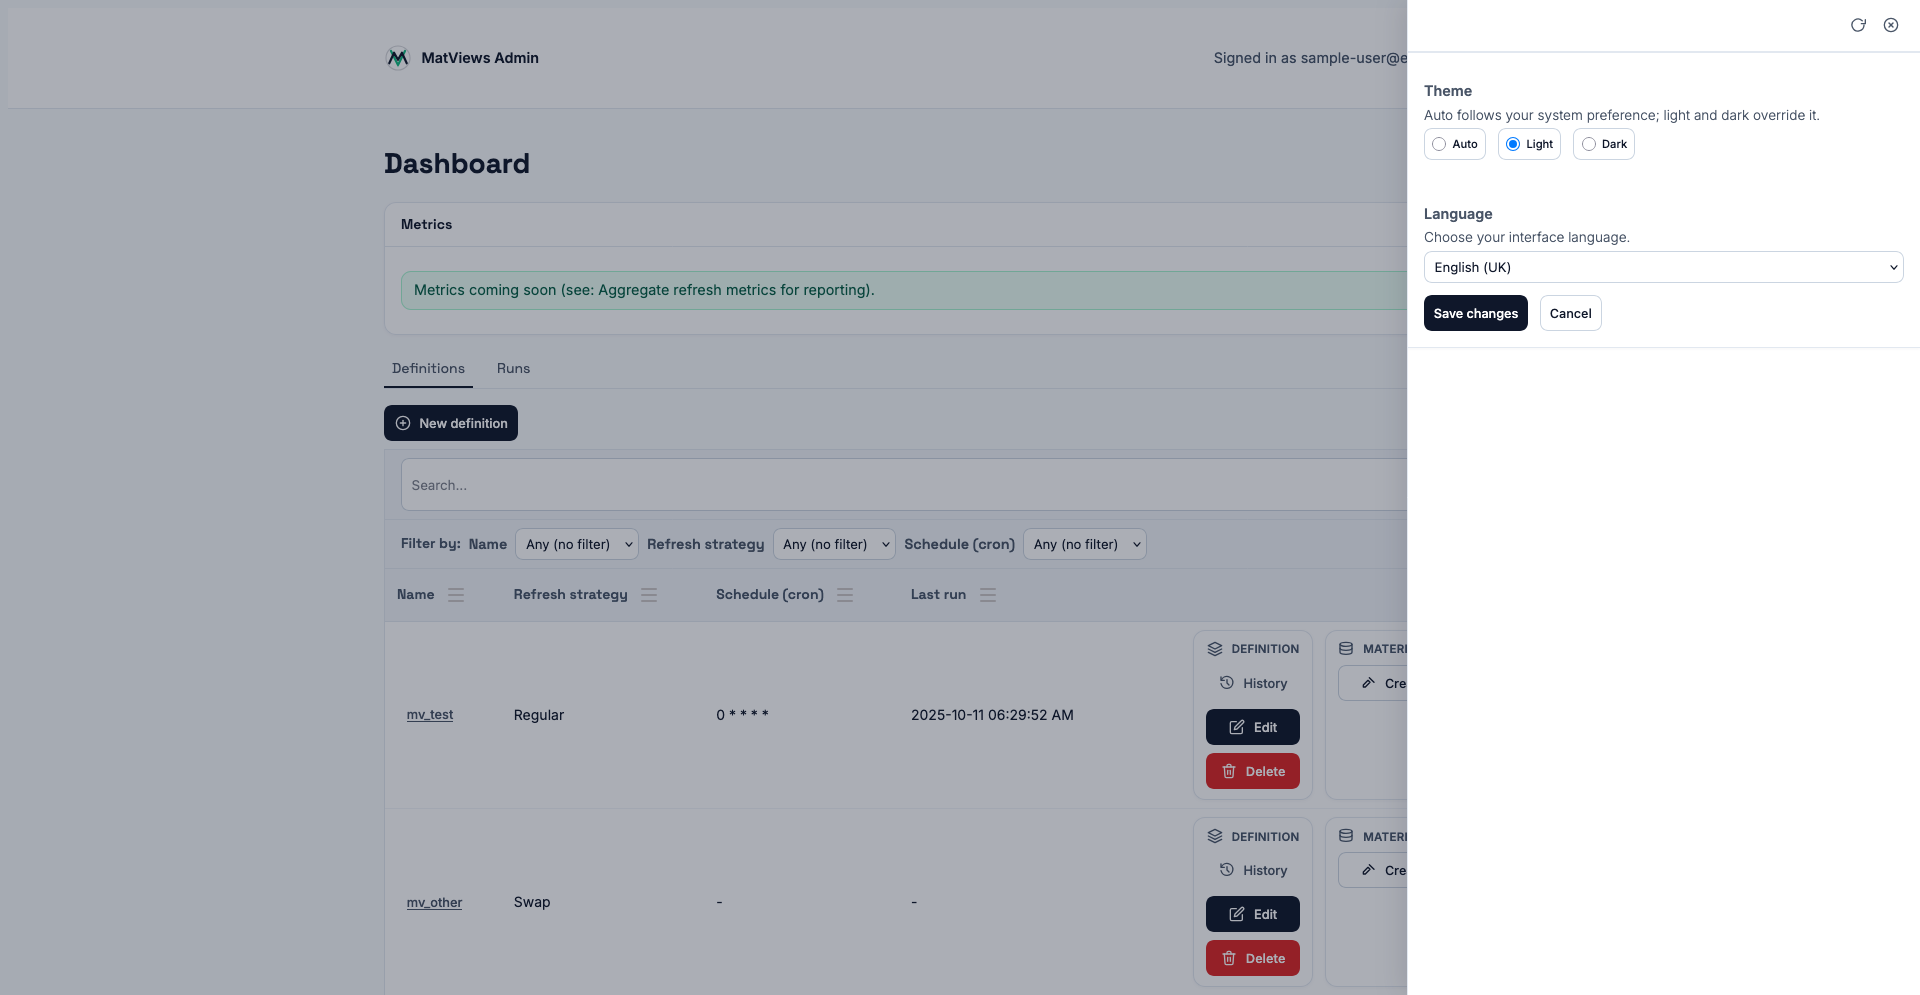 MatViews Admin
Signed in as sample-user@e
Dashboard
Metrics
Metrics coming soon (see: Aggregate refresh metrics for reporting).
Definitions
Runs
New definition
Search...
Filter by: Name Any (no filter) Refresh strategy Any (no filter) Schedule (cron) Any (no filter)
Name Refresh strategy Schedule (cron) Last run
mv_test Regular 0 * * * * 2025-10-11 06:29:52 AM
DEFINITION
History
Edit
Delete
MATERI
Cre
mv_other Swap - -
DEFINITION
History
Edit
Delete
MATERI
Cre
Theme
Auto follows your system preference; light and dark override it.
Auto Light Dark
Language
Choose your interface language.
English (UK)
Save changes Cancel